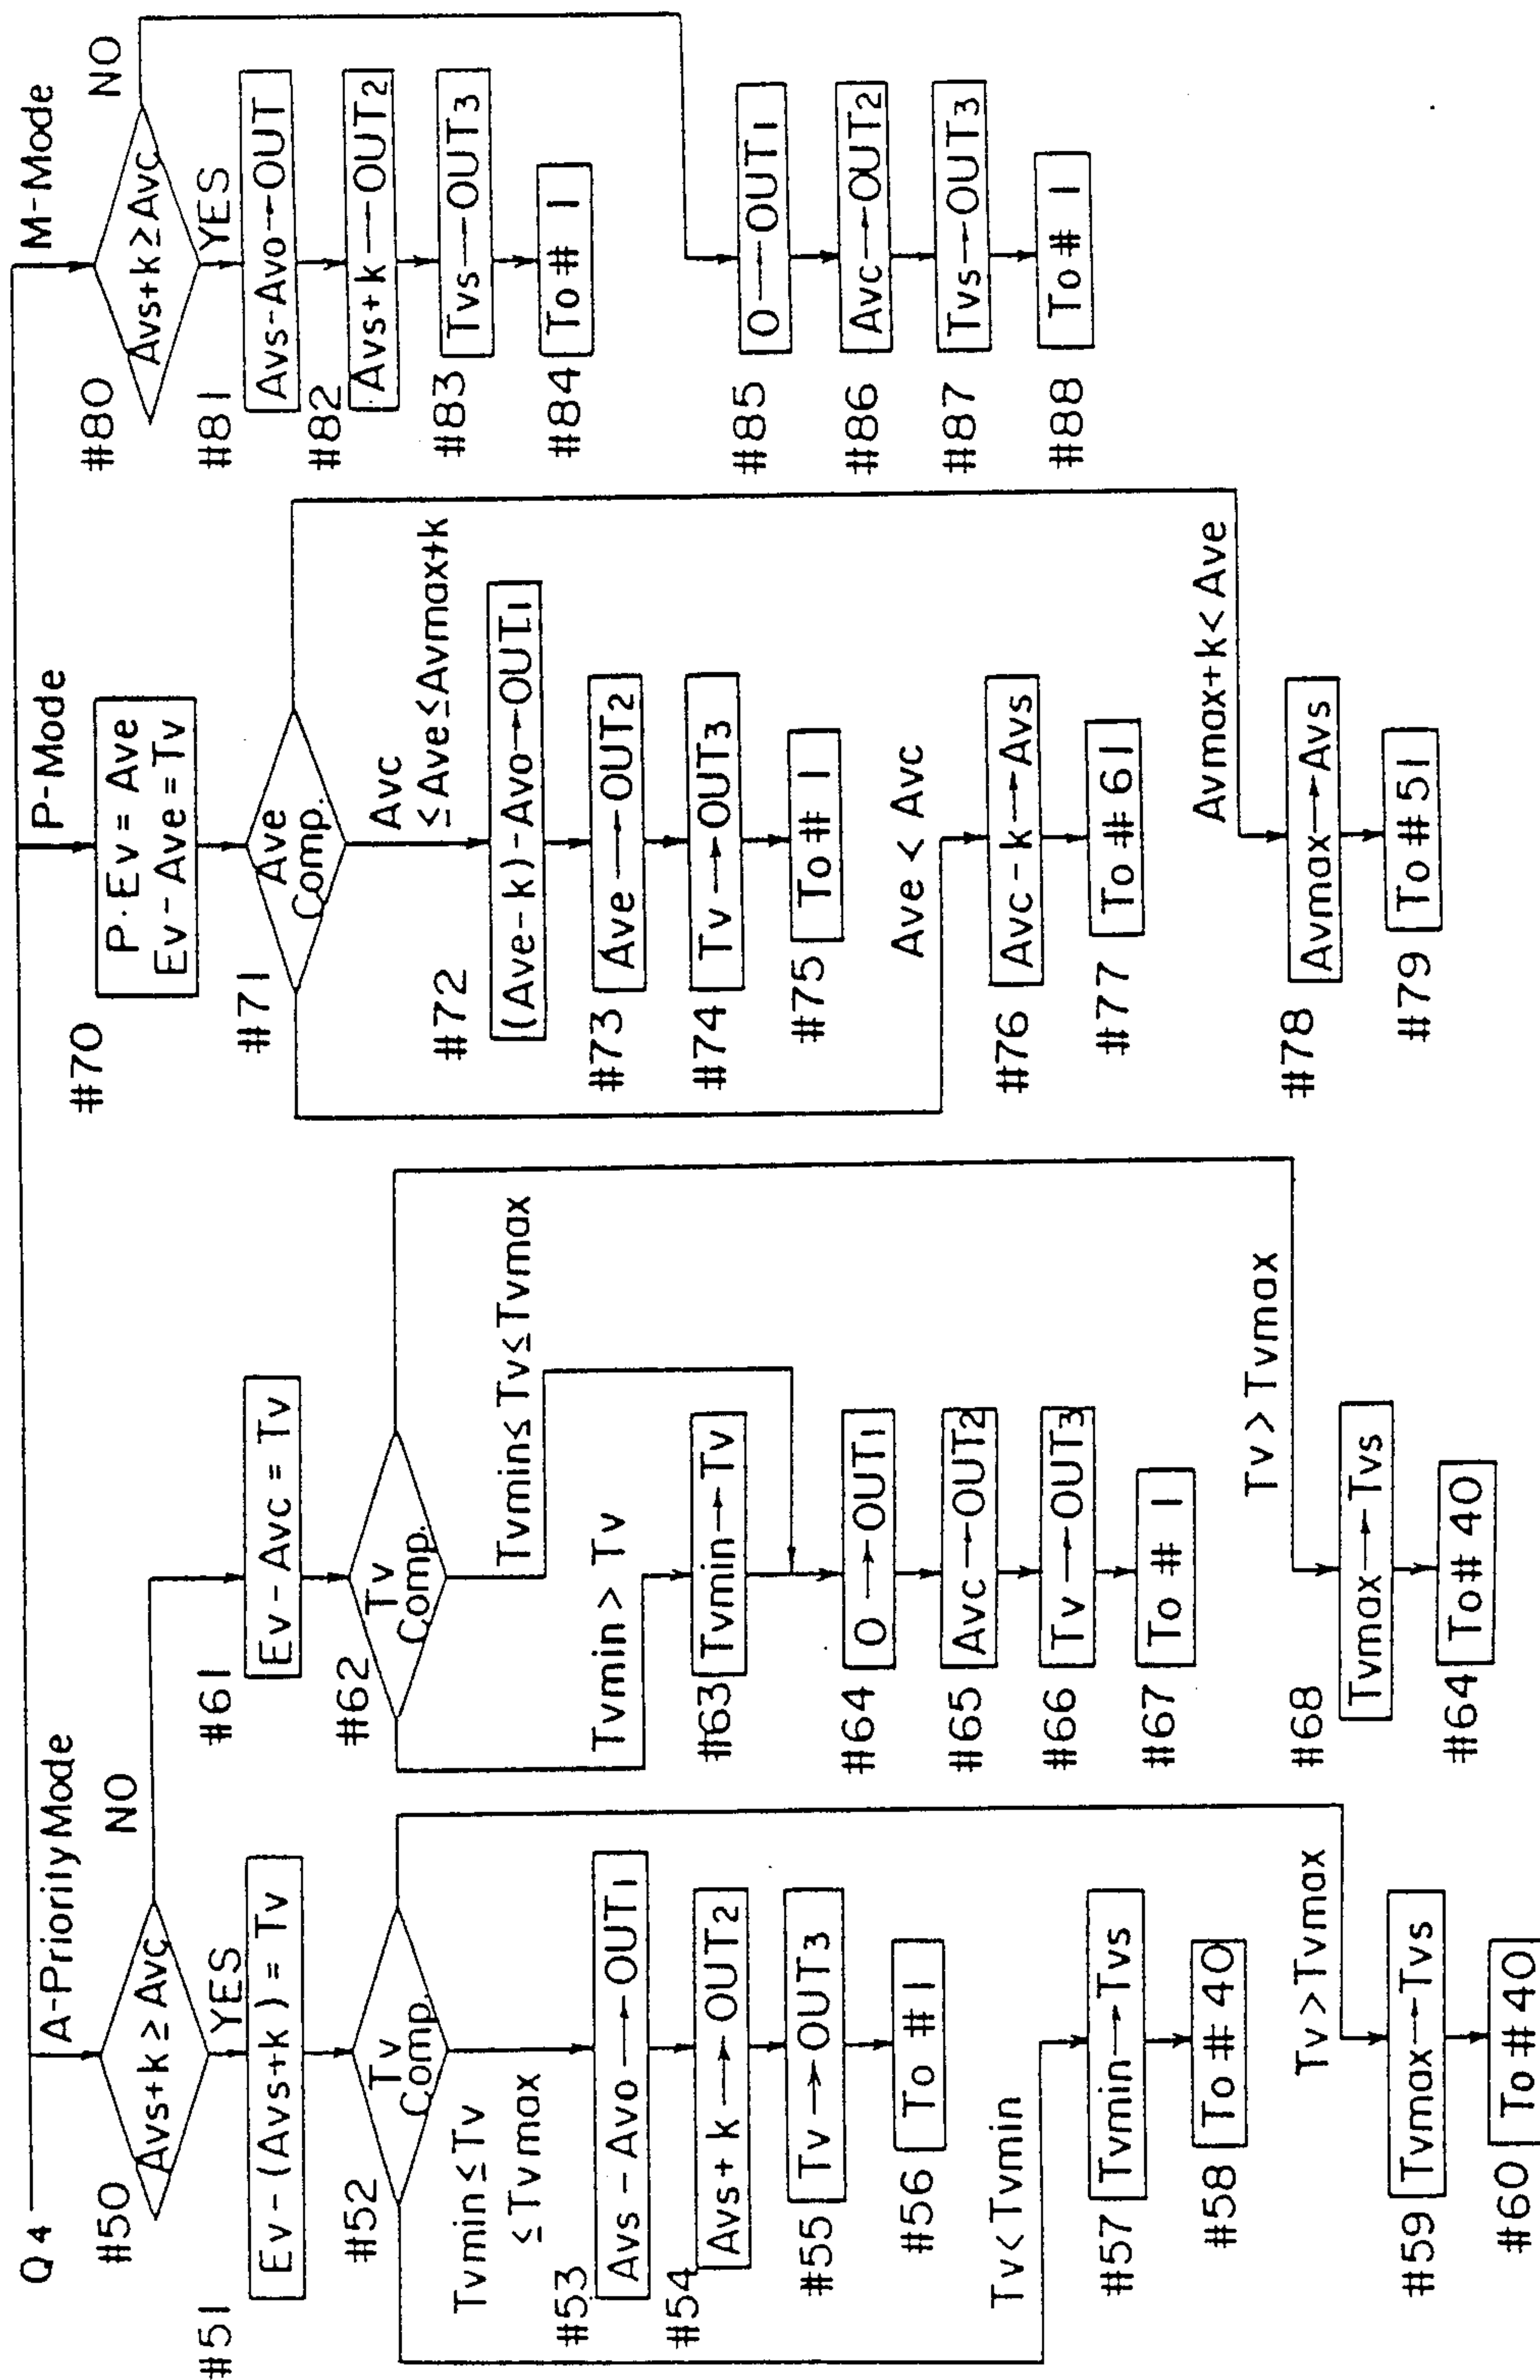 Q4
A-Priority Mode
#50
Avs+k ≥ Avc
NO
YES
#51
Ev-(Avs+k)=Tv
#52
Tv
Comp.
Tvmin≤Tv
≤Tvmax
#53
Avs-Avo→OUT1
#54
Avs+k→OUT2
#55
Tv→OUT3
#56
To #1
Tv<Tvmin
#57
Tvmin→Tvs
#58
To #40
Tv>Tvmax
#59
Tvmax→Tvs
#60
To #40
#61
Ev-Avc=Tv
#62
Tv
Comp.
Tvmin≤Tv≤Tvmax
Tvmin>Tv
#63
Tvmin→Tv
#64
O→OUT1
#65
Avc→OUT2
#66
Tv→OUT3
#67
To #1
Tv>Tvmax
#68
Tvmax→Tvs
#64
To #40
P-Mode
#70
P·Ev=Ave
Ev-Ave=Tv
#71
Ave
Comp.
Avc
≤Ave≤Avmax+k
#72
(Ave-k)-Avo→OUT1
#73
Ave→OUT2
#74
Tv→OUT3
#75
To #1
Ave<Avc
#76
Avc-k→Avs
#77
To #61
Avmax+k<Ave
#78
Avmax→Avs
#79
To #51
M-Mode
#80
Avs+k≥Avc
NO
YES
#81
Avs-Avo→OUT
#82
Avs+k→OUT2
#83
Tvs→OUT3
#84
To #1
#85
O→OUT1
#86
Avc→OUT2
#87
Tvs→OUT3
#88
To #1